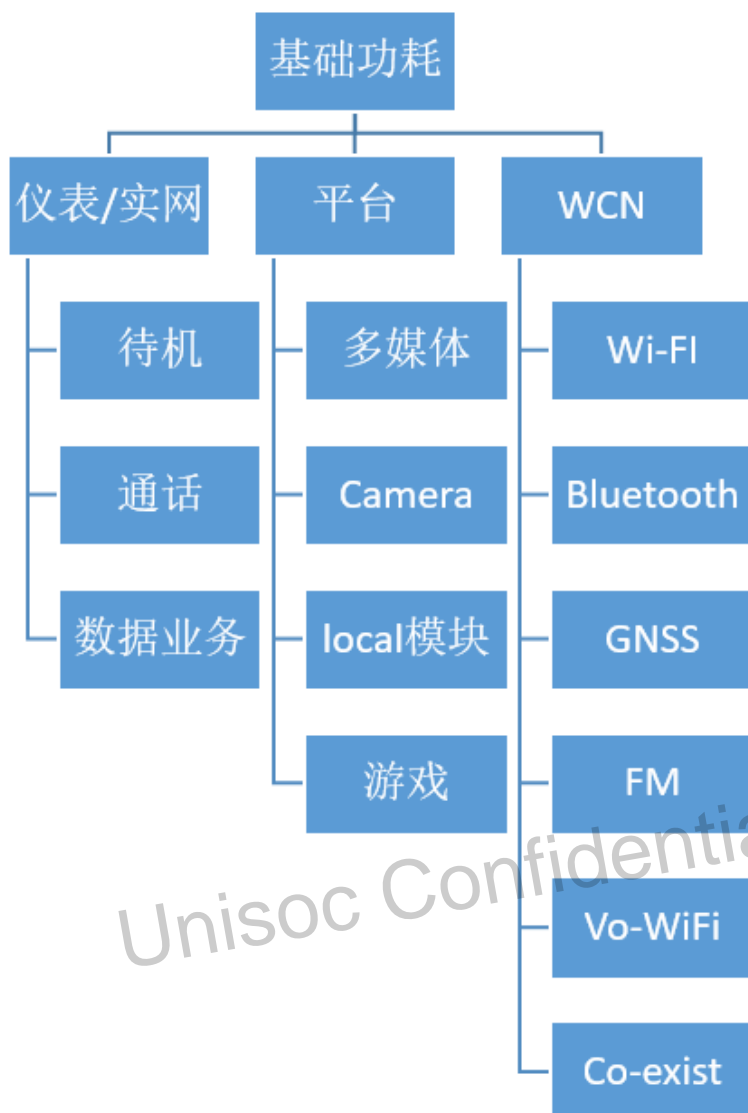 基础功耗
仪表/实网
平台
WCN
待机
多媒体
Wi-FI
通话
Camera
Bluetooth
数据业务
local模块
GNSS
游戏
FM
Unisoc Confidentia
Vo-WiFi
Co-exist